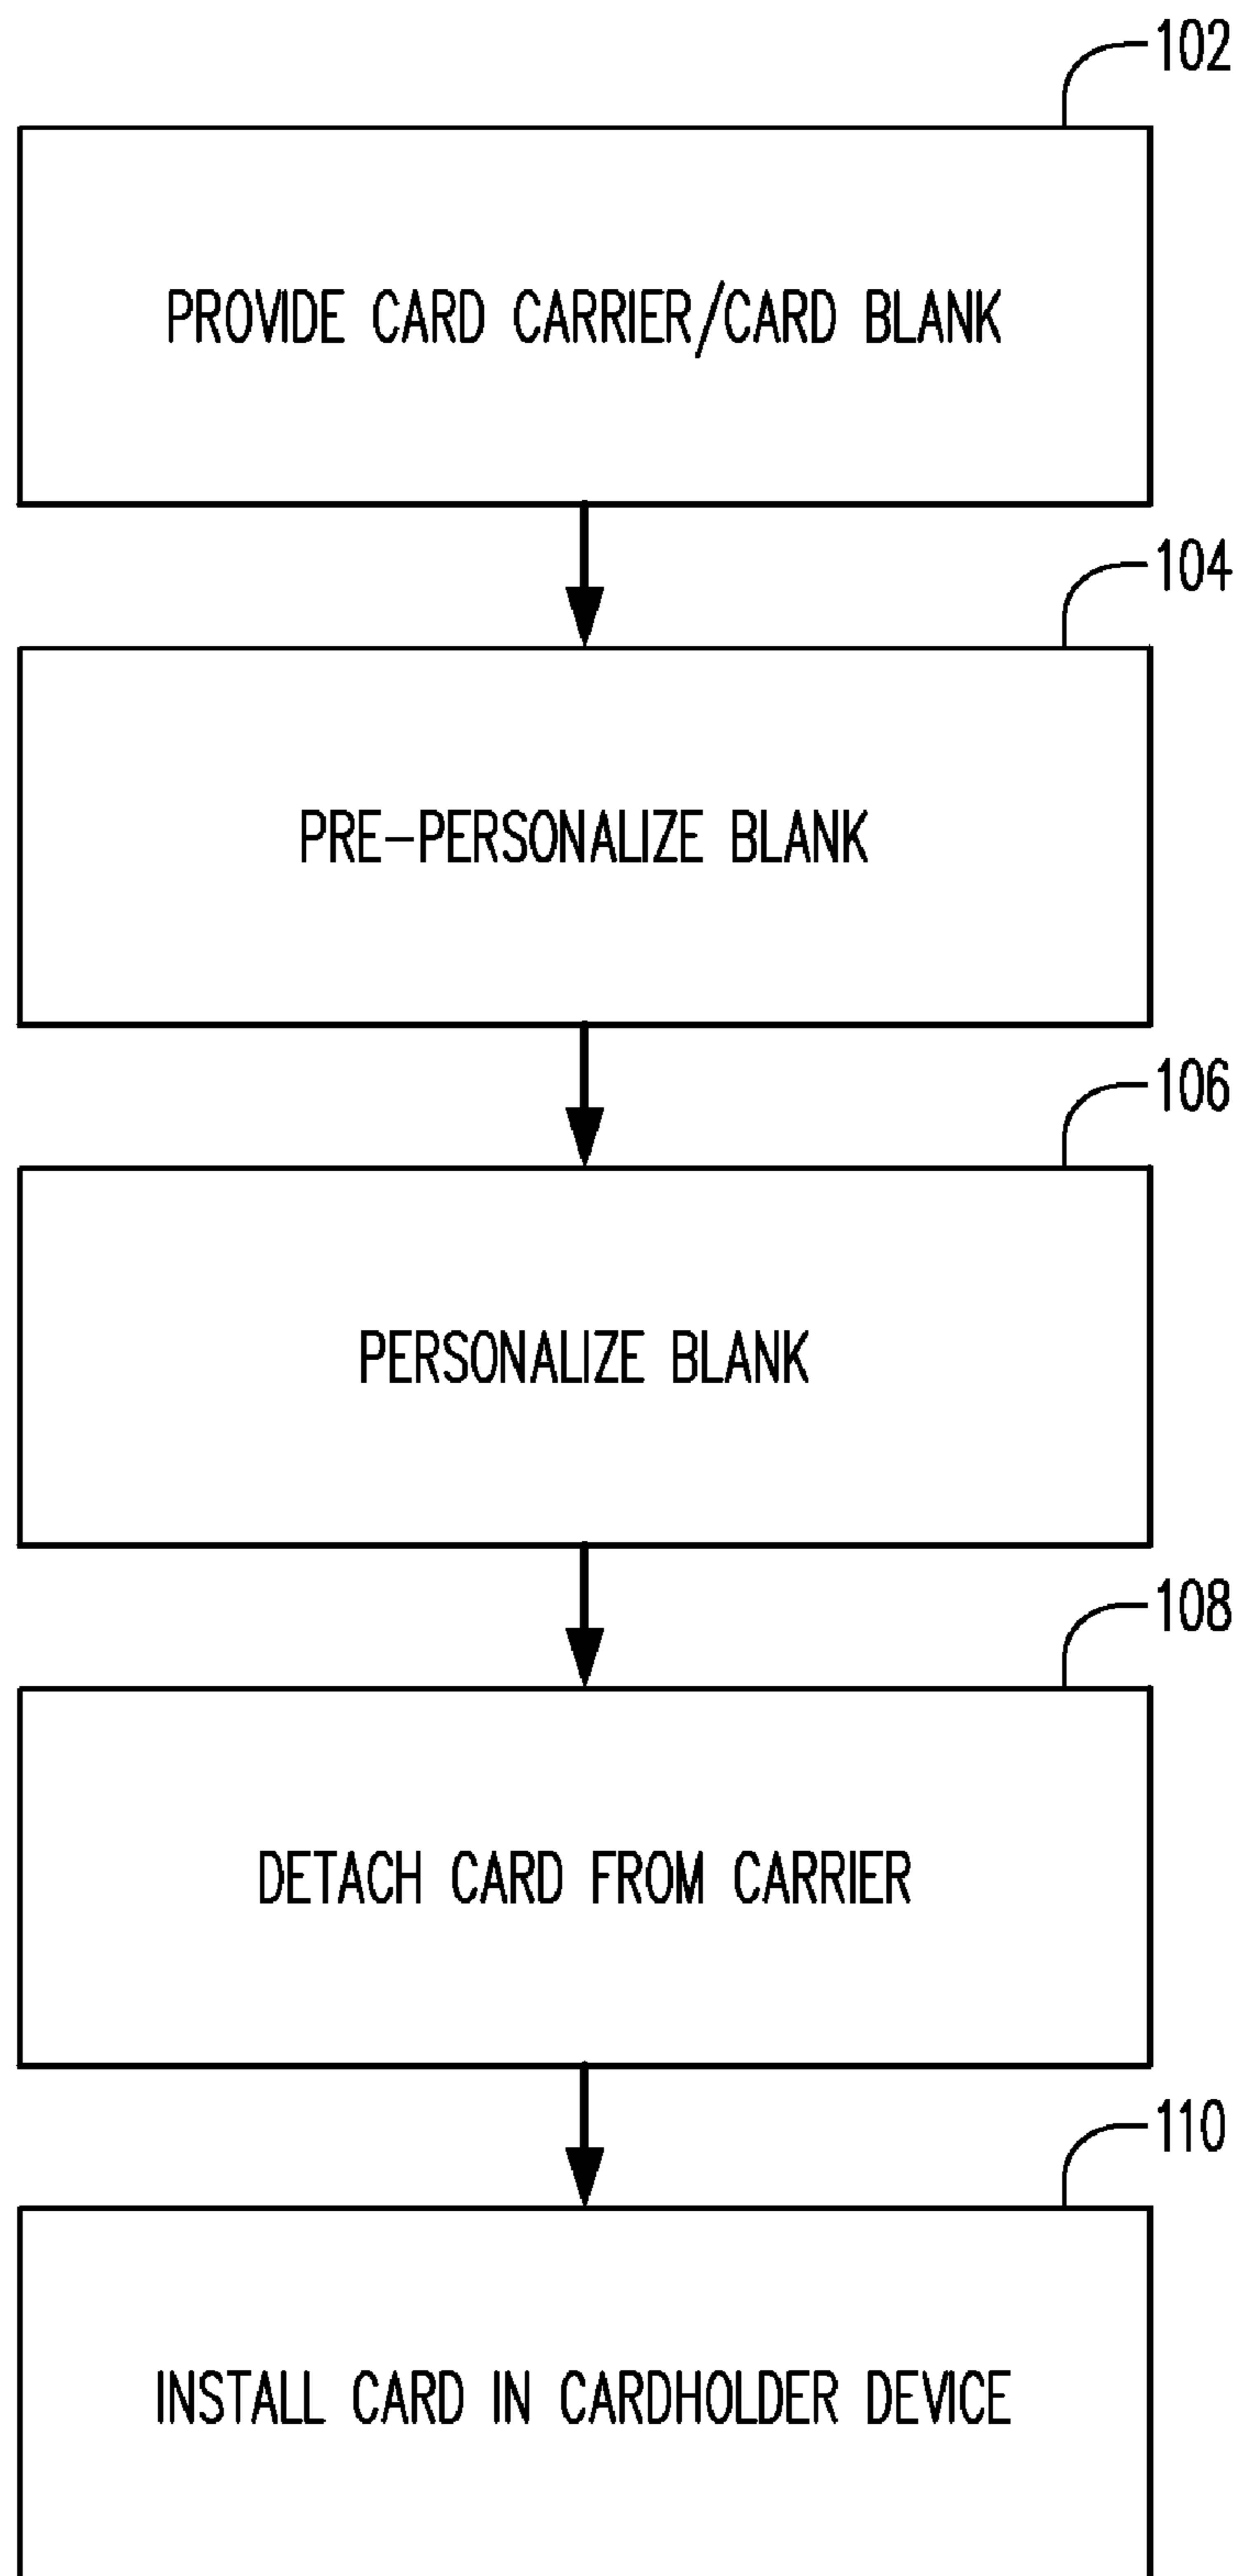 102
PROVIDE CARD CARRIER/CARD BLANK
104
PRE-PERSONALIZE BLANK
106
PERSONALIZE BLANK
108
DETACH CARD FROM CARRIER
110
INSTALL CARD IN CARDHOLDER DEVICE